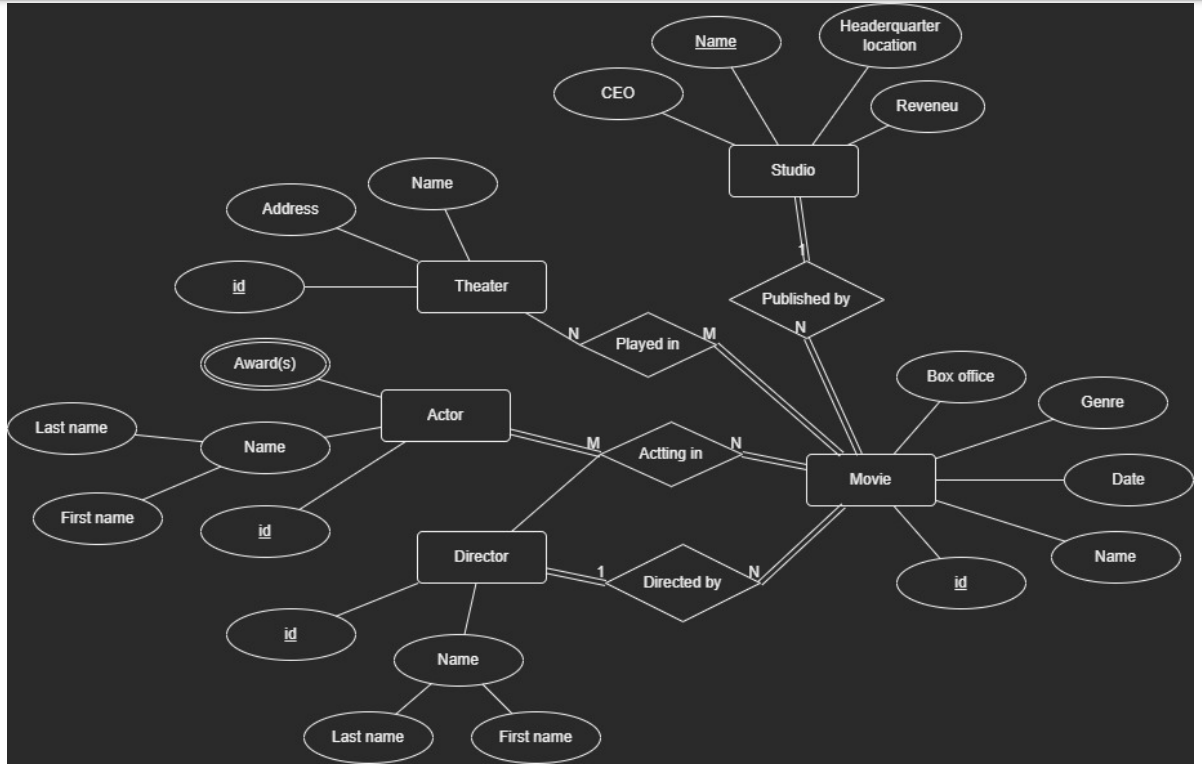 Name
Headerquarter
location
CEO
Reveneu
Studio
Name
Address
id
Theater
1
Published by
N
N
Played in
M
Award(s)
Actor
Last name
Name
First name
id
M
Actting in
N
Box office
Genre
Movie
Date
Name
id
Director
1
Directed by
N
id
Name
Last name
First name